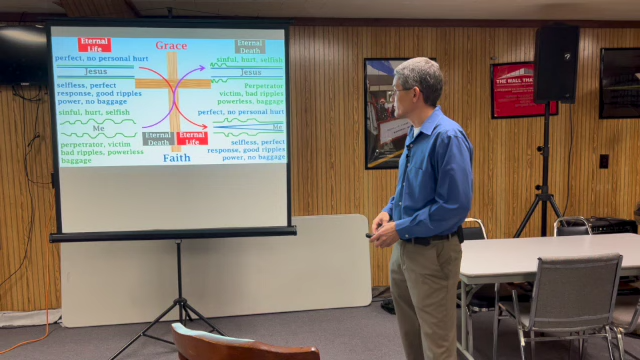 Eternal
Life
Grace
Eternal
Death
perfect, no personal hurt
sinful, hurt, selfish
Jesus
Jesus
selfless, perfect
response, good ripples
power, no baggage
Perpetrator
victim, bad ripples
powerless, baggage
sinful, hurt, selfish
perfect, no personal hurt
Me
Me
Eternal
Death
Eternal
Life
perpetrator, victim
bad ripples, powerless
baggage
selfless, perfect
response, good ripples
power, no baggage
Faith
THE WALL THA